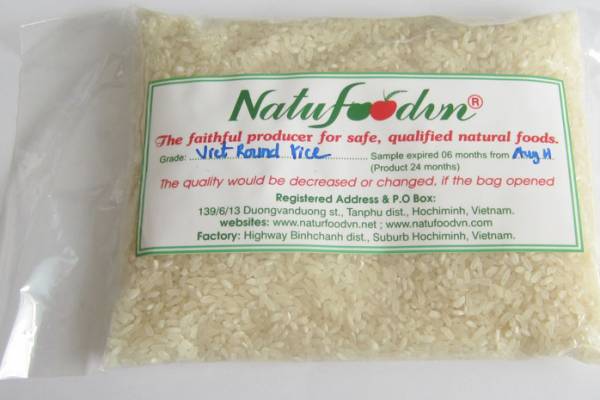 Natufoodvn®
The faithful producer for safe, qualified natural foods.
Grade: Viet Round rice Sample expired 06 months from Aug 11
(Product 24 months)
The quality would be decreased or changed, if the bag opened
Registered Address & P.O Box:
139/6/13 Duongvanduong st., Tanphu dist., Hochiminh, Vietnam.
websites: www.naturfoodvn.net ; www.natufoodvn.com
Factory: Highway Binhchanh dist., Suburb Hochiminh, Vietnam.